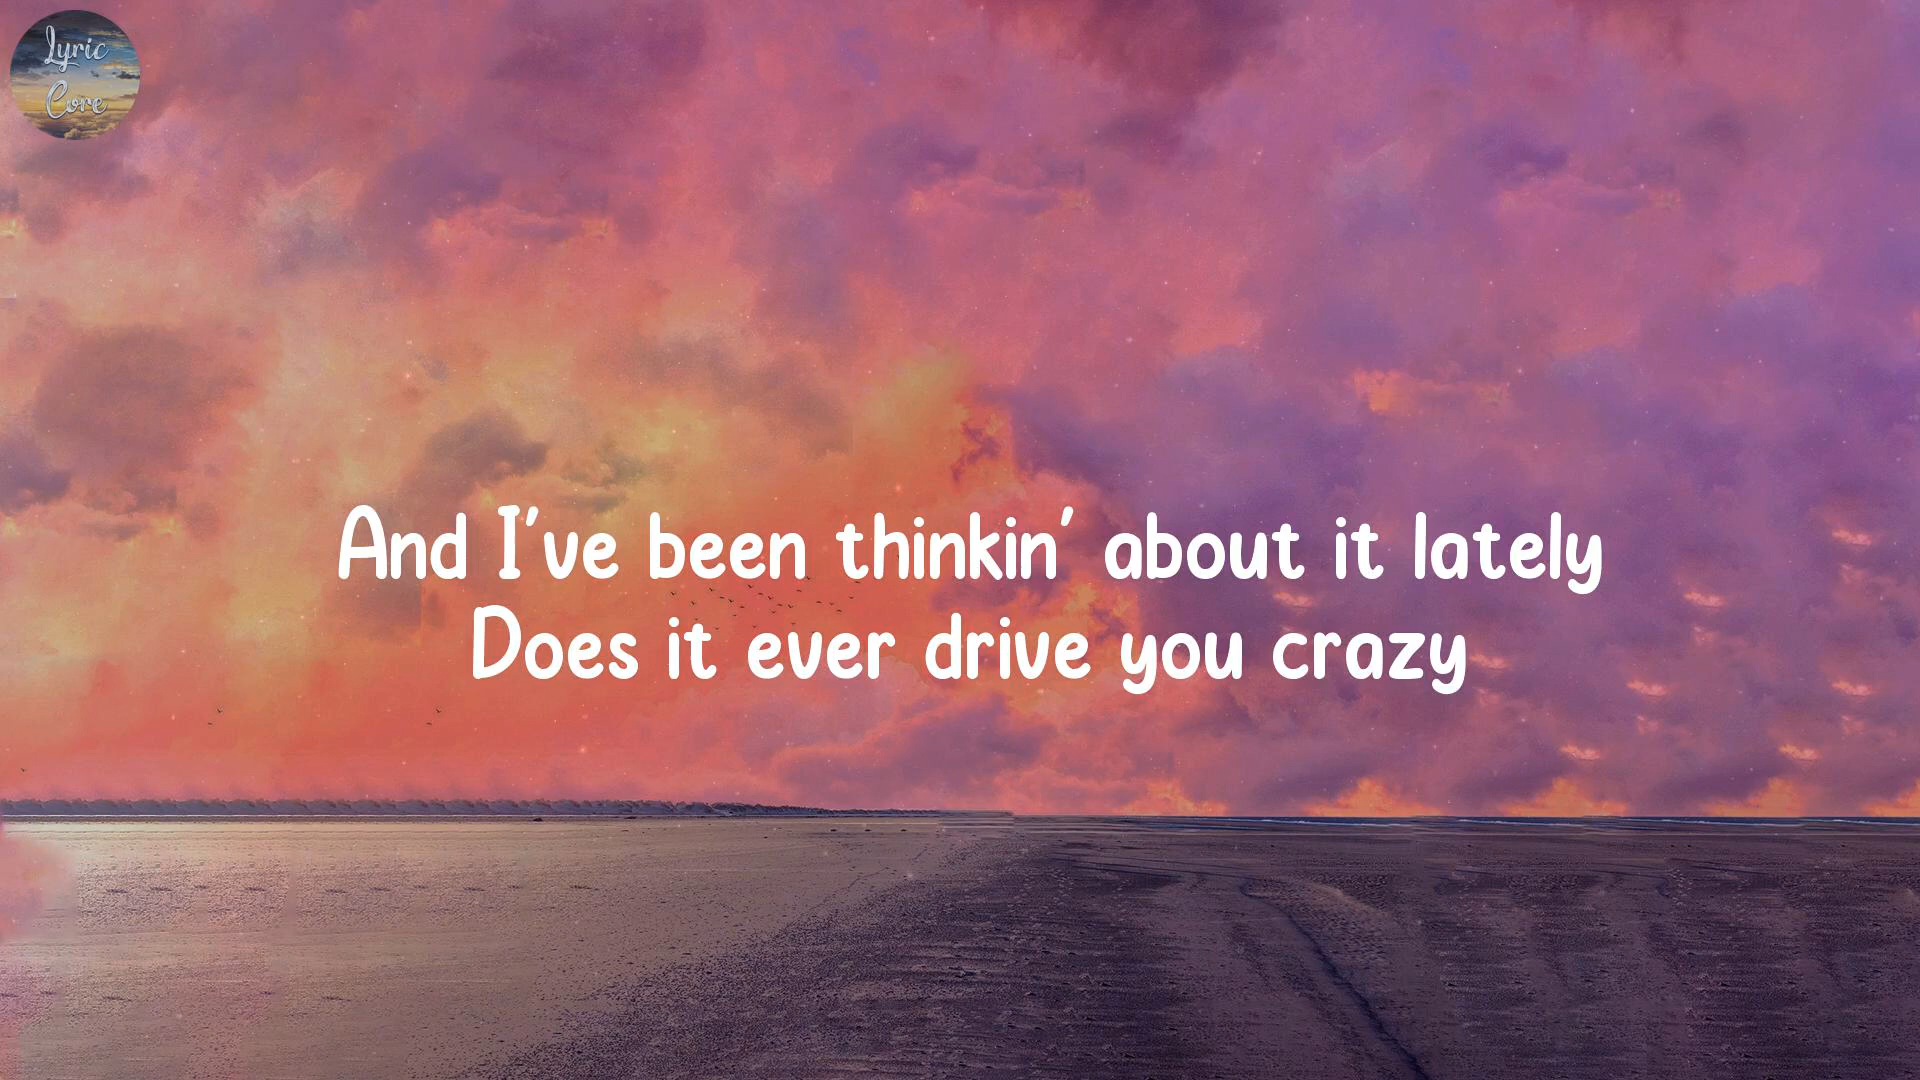 Lyric
Core
And I've been thinkin' about it lately
Does it ever drive you crazy